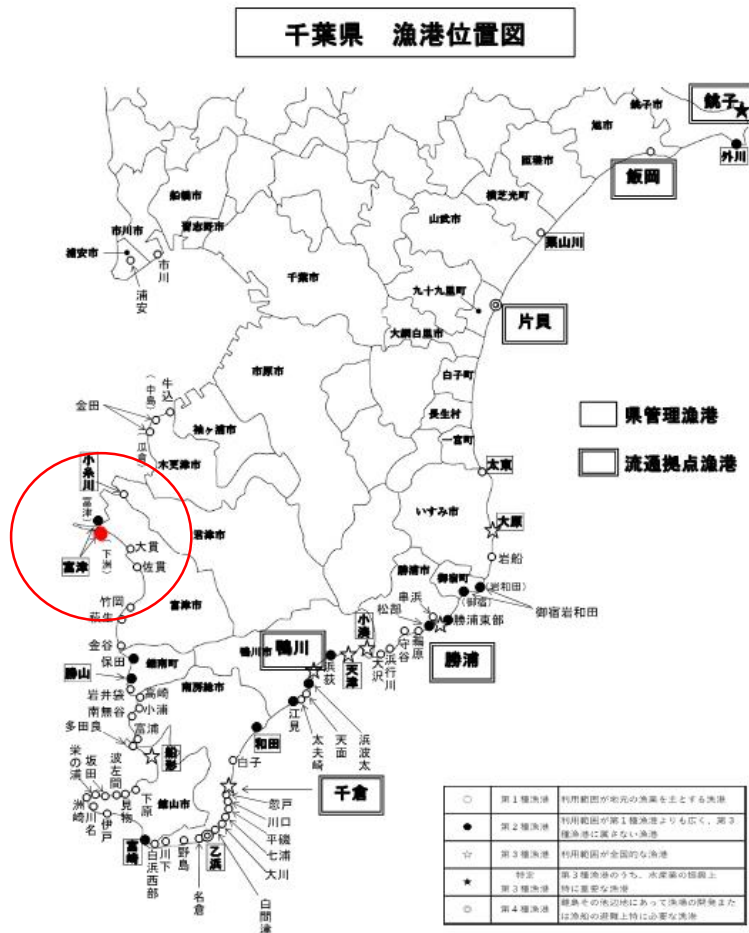 千葉県 漁港位置図
銚子
銚子市
旭市
外川
匝瑳市
飯岡
横芝光町
船橋市
山武市
習志野市
市川市
栗山川
浦安市
市川
千葉市
浦安
九十九里町
片貝
大網白里市
市原市
白子町
牛込
(中島)
金田
長生村
県管理漁港
袖ヶ浦市
(瓜倉)
一宮町
流通拠点漁港
木更津市
小糸川
太東
いすみ市
(富津)
大原
君津市
大貫
(下洲)
岩船
富津
佐貫
勝浦市
御宿町
(岩和田)
竹岡
富津市
串浜
(御宿)
御宿岩和田
萩生
松部
勝浦東部
鴨川
小湊
金谷
鴨川市
守谷
鵜原
保田
鋸南町
勝浦
天津
浜行川
大沢
勝山
浜荻
南房総市
岩井袋
高崎
小浦
南無谷
江見
富浦
多田良
太夫崎
天面
浜波太
和田
船形
栄の浦
坂田
波左間
白子
千倉
下原
館山市
洲崎
川名
伊戸
見物
忽戸
川口
平磯
富崎
乙浜
七浦
白浜西部
川下
野島
大川
名倉
白間津
○ 第1種漁港 利用範囲が地元の漁業を主とする漁港
● 第2種漁港 利用範囲が第1種漁港よりも広く、第3種漁港に属さない漁港
☆ 第3種漁港 利用範囲が全国的な漁港
★ 特定第3種漁港 第3種漁港のうち、水産業の振興上特に重要な漁港
◎ 第4種漁港 離島その他辺地にあって漁場の開発または漁船の避難上特に必要な漁港